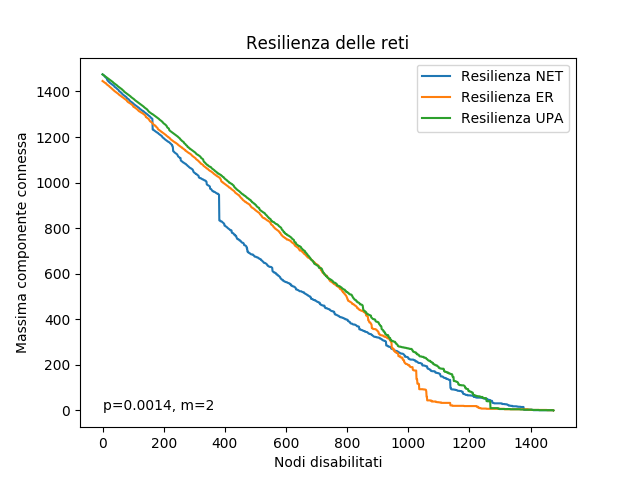 Resilienza delle reti
Resilienza NET
Resilienza ER
Resilienza UPA
Massima componente connessa
1400
1200
1000
800
600
400
200
0
p=0.0014, m=2
0 200 400 600 800 1000 1200 1400
Nodi disabilitati